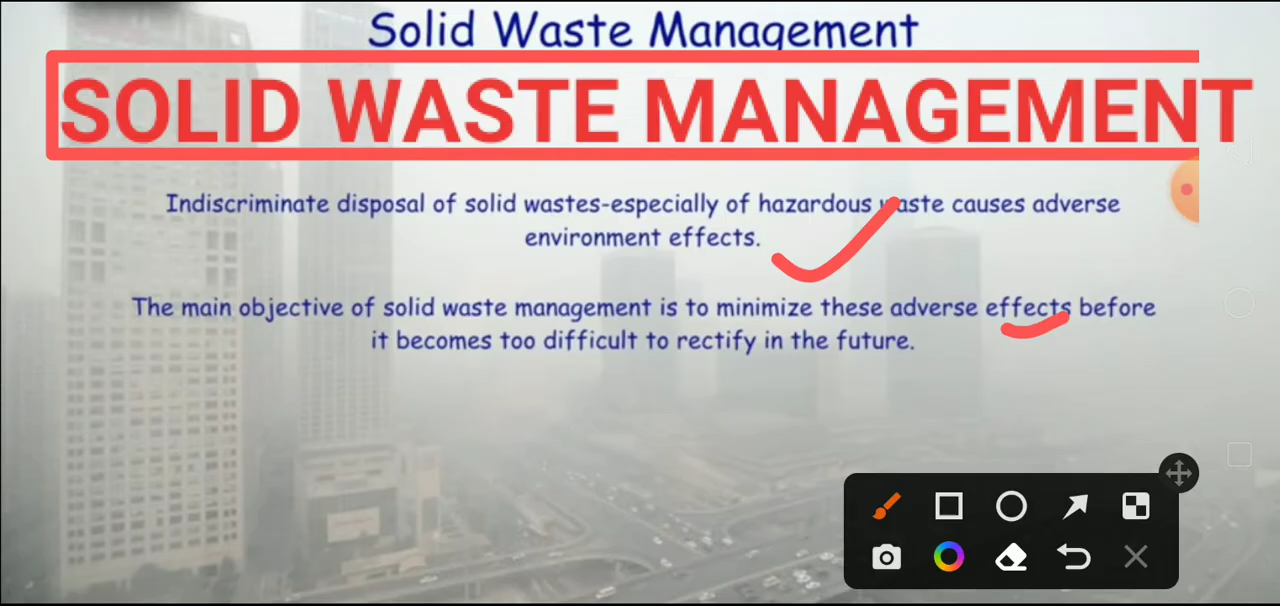 Solid Waste Management
SOLID WASTE MANAGEMENT
Indiscriminate disposal of solid wastes-especially of hazardous waste causes adverse
environment effects.
The main objective of solid waste management is to minimize these adverse effects before
it becomes too difficult to rectify in the future.